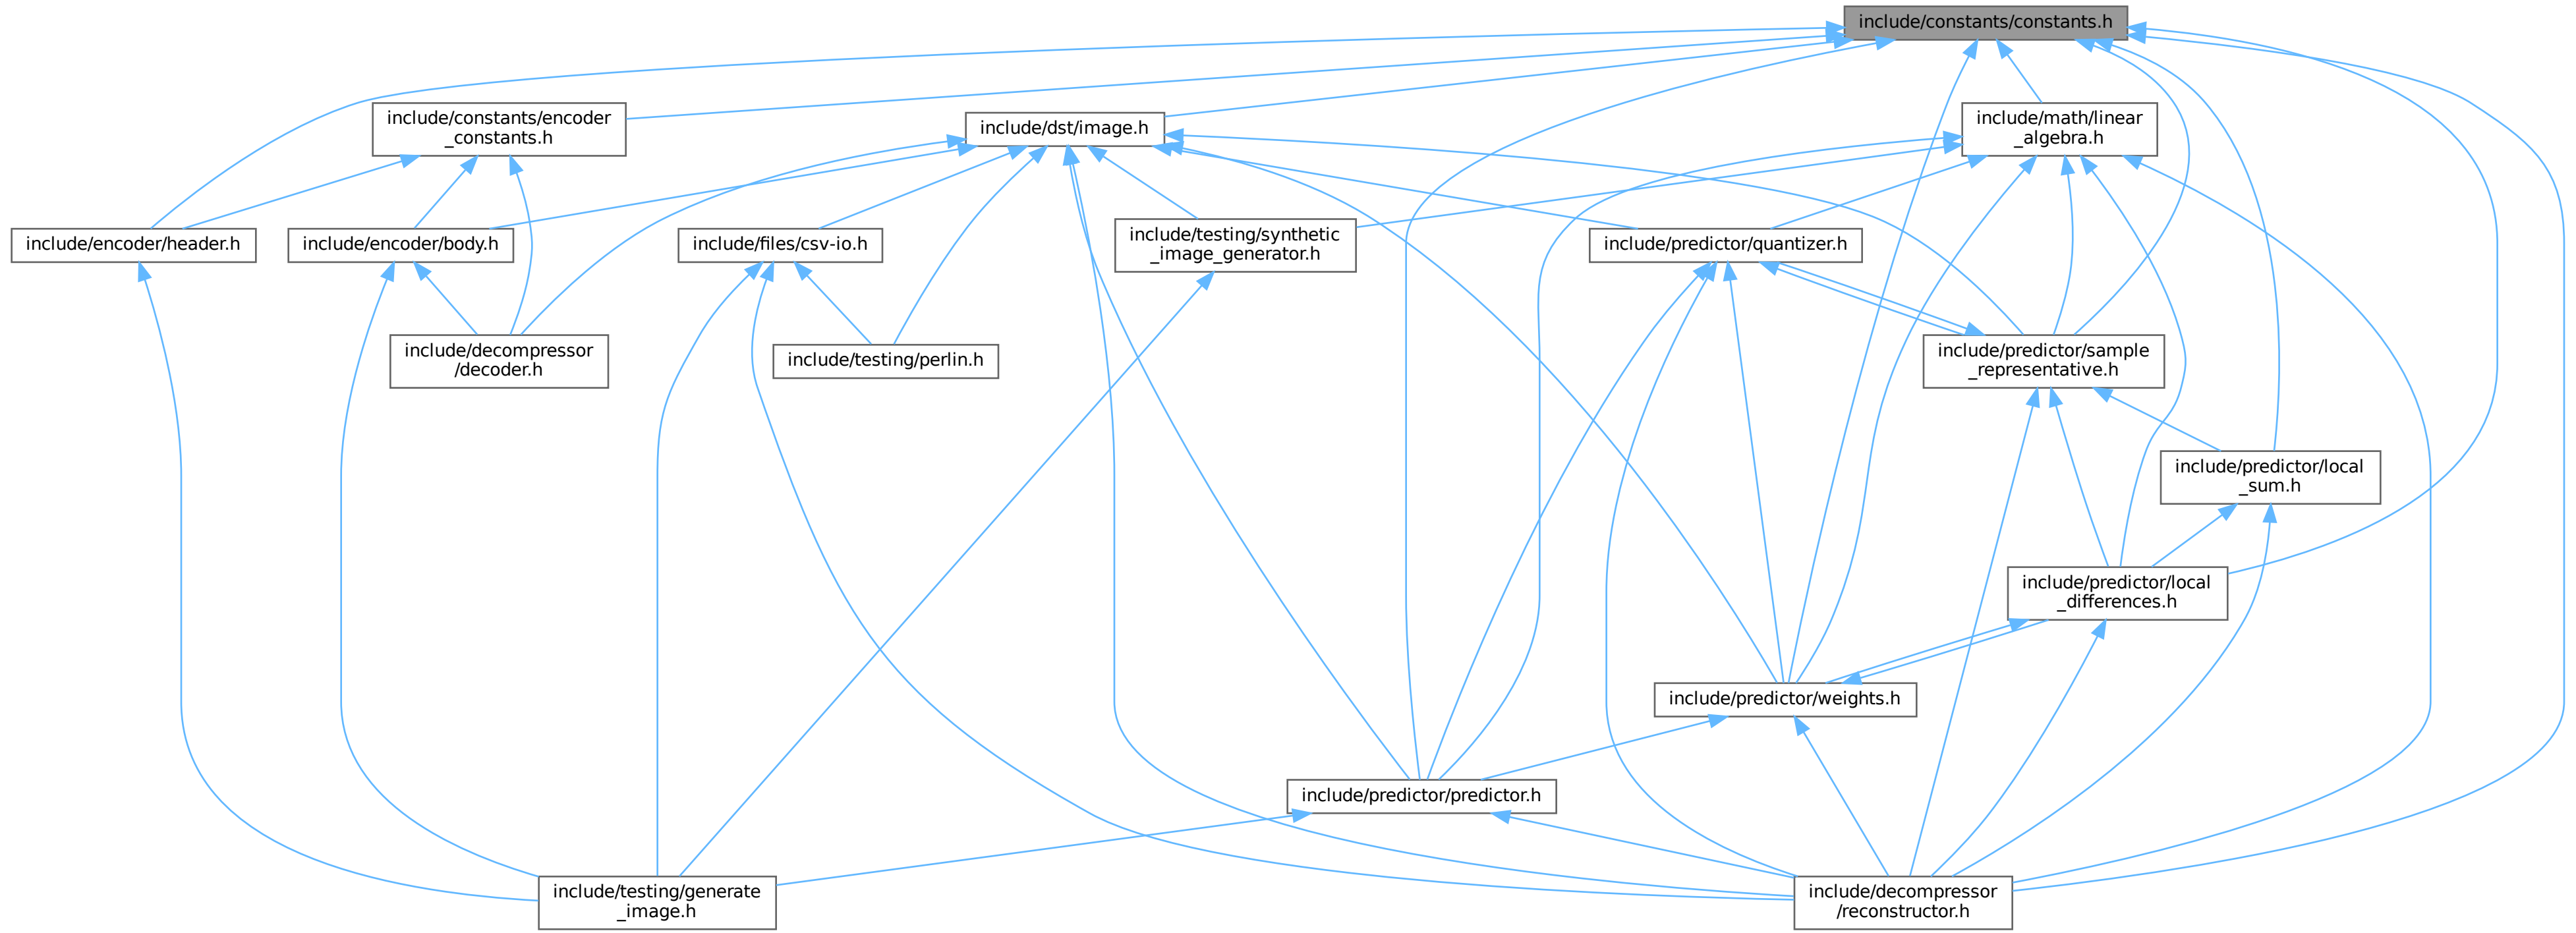 include/constants/constants.h
include/constants/encoder
_constants.h
include/dst/image.h
include/math/linear
_algebra.h
include/encoder/header.h
include/encoder/body.h
include/files/csv-io.h
include/testing/synthetic
_image_generator.h
include/predictor/quantizer.h
include/decompressor
/decoder.h
include/testing/perlin.h
include/predictor/sample
_representative.h
include/predictor/local
_sum.h
include/predictor/local
_differences.h
include/predictor/weights.h
include/predictor/predictor.h
include/testing/generate
_image.h
include/decompressor
/reconstructor.h